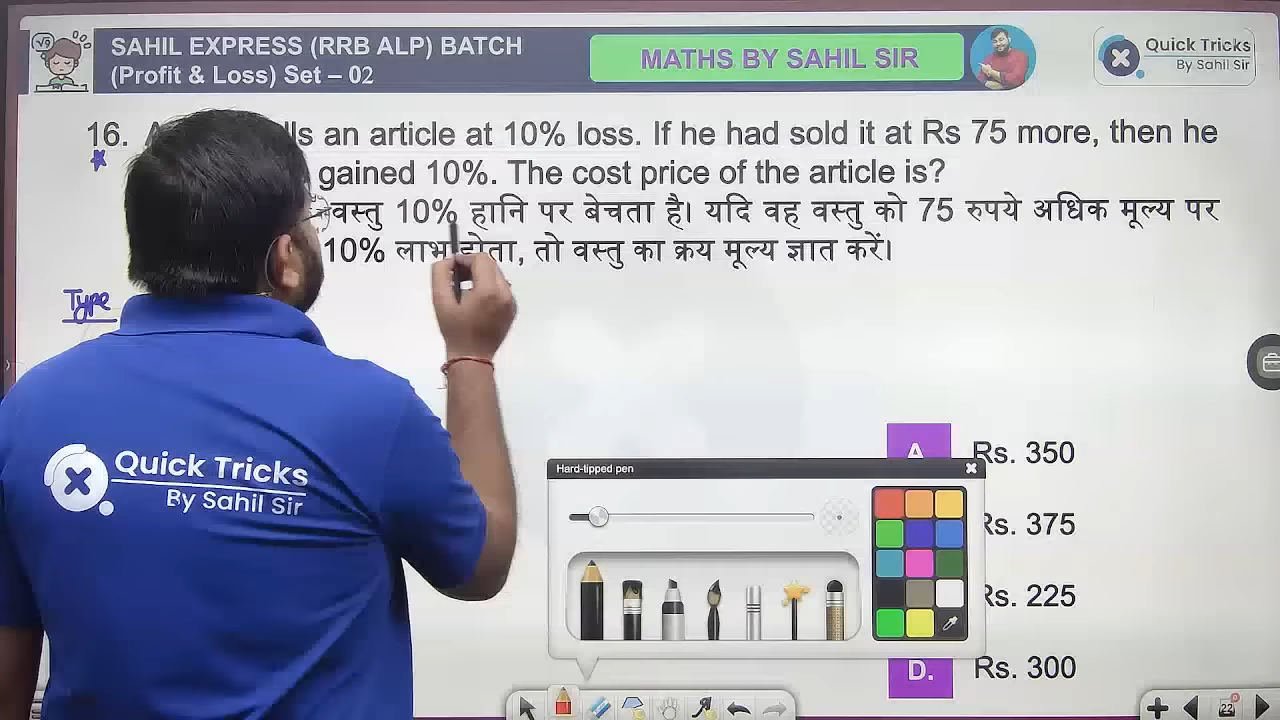 SAHIL EXPRESS (RRB ALP) BATCH
(Profit & Loss) Set – 02
MATHS BY SAHIL SIR
Quick Tricks
By Sahil Sir
16. an article at 10% loss. If he had sold it at Rs 75 more, then he
gained 10%. The cost price of the article is?
वस्तु 10% हानि पर बेचता है। यदि वह वस्तु को 75 रुपये अधिक मूल्य पर
10% लाभ होता, तो वस्तु का क्रय मूल्य ज्ञात करें।
Type
Quick Tricks
By Sahil Sir
Hard-tipped pen
A. Rs. 350
Rs. 375
Rs. 225
D. Rs. 300
22